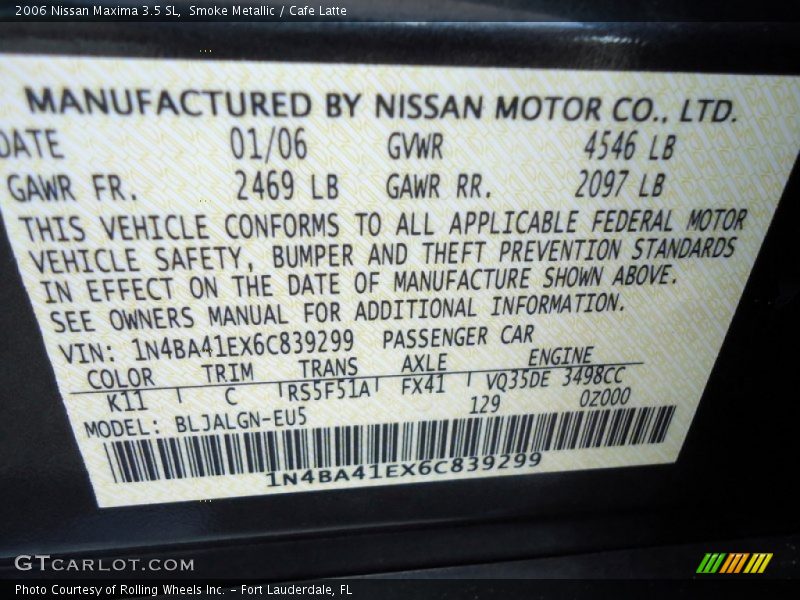 2006 Nissan Maxima 3.5 SL, Smoke Metallic / Cafe Latte
MANUFACTURED BY NISSAN MOTOR CO., LTD.
DATE 01/06 GVWR 4546 LB
GAWR FR. 2469 LB GAWR RR. 2097 LB
THIS VEHICLE CONFORMS TO ALL APPLICABLE FEDERAL MOTOR
VEHICLE SAFETY, BUMPER AND THEFT PREVENTION STANDARDS
IN EFFECT ON THE DATE OF MANUFACTURE SHOWN ABOVE.
SEE OWNERS MANUAL FOR ADDITIONAL INFORMATION.
VIN: 1N4BA41EX6C839299 PASSENGER CAR
COLOR TRIM TRANS AXLE ENGINE
K11 C RS5F51A FX41 VQ35DE 3498CC
MODEL: BLJALGN-EU5 129 0Z000
1N4BA41EX6C839299
GTCARLOT.COM
Photo Courtesy of Rolling Wheels Inc. – Fort Lauderdale, FL